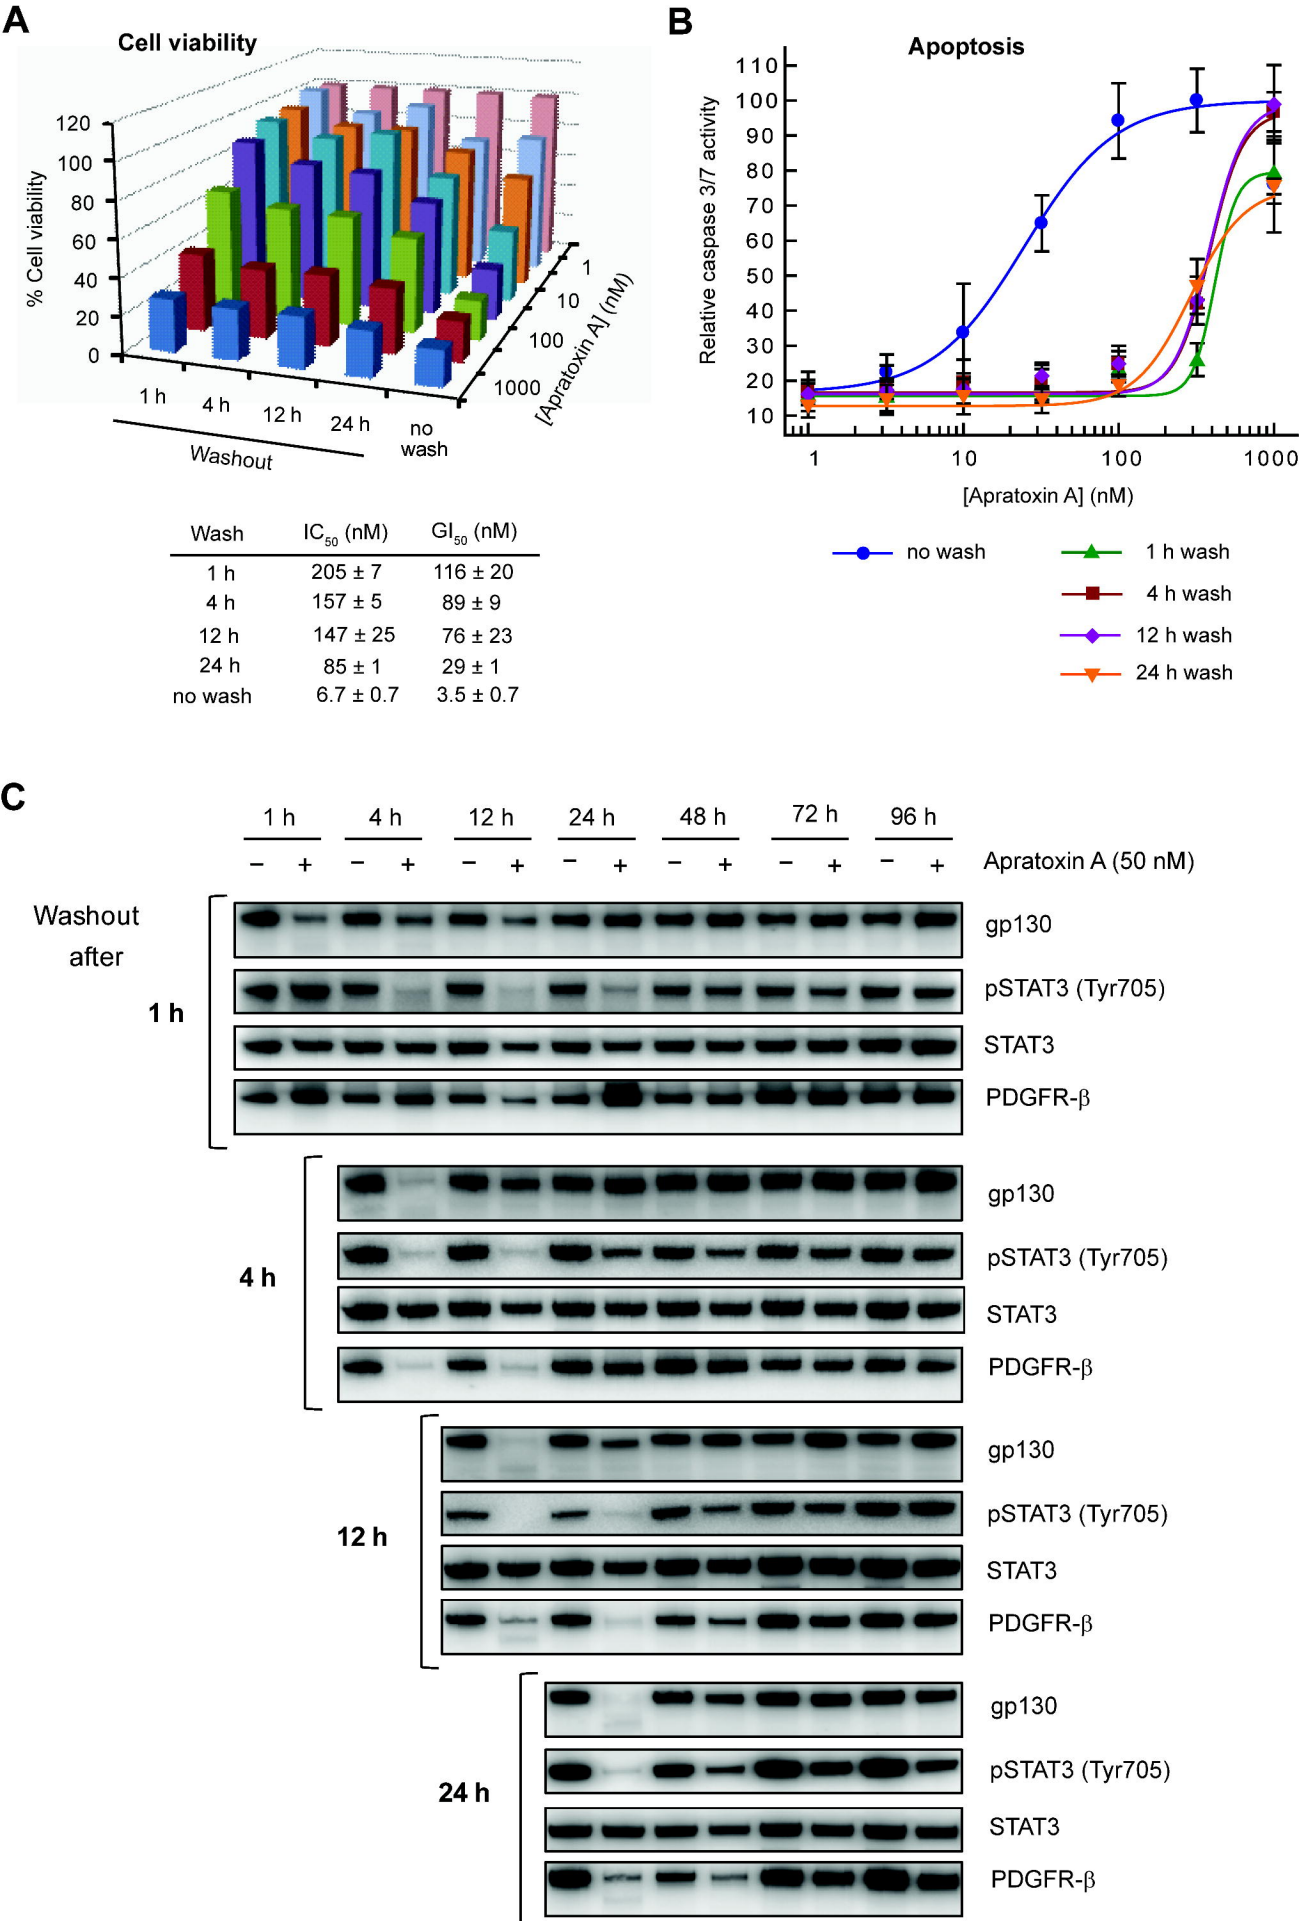 A
Cell viability
% Cell viability
120
100
80
60
40
20
0
1 h
4 h
12 h
24 h
no
wash
Washout
1
10
100
1000
[Apratoxin A] (nM)
Wash IC50 (nM) GI50 (nM)
1 h 205 ± 7 116 ± 20
4 h 157 ± 5 89 ± 9
12 h 147 ± 25 76 ± 23
24 h 85 ± 1 29 ± 1
no wash 6.7 ± 0.7 3.5 ± 0.7
B
Apoptosis
Relative caspase 3/7 activity
110
100
90
80
70
60
50
40
30
20
10
1 10 100 1000
[Apratoxin A] (nM)
no wash
1 h wash
4 h wash
12 h wash
24 h wash
C
1 h 4 h 12 h 24 h 48 h 72 h 96 h
− + − + − + − + − + − + − + Apratoxin A (50 nM)
Washout
after
1 h
gp130
pSTAT3 (Tyr705)
STAT3
PDGFR-β
4 h
gp130
pSTAT3 (Tyr705)
STAT3
PDGFR-β
12 h
gp130
pSTAT3 (Tyr705)
STAT3
PDGFR-β
24 h
gp130
pSTAT3 (Tyr705)
STAT3
PDGFR-β